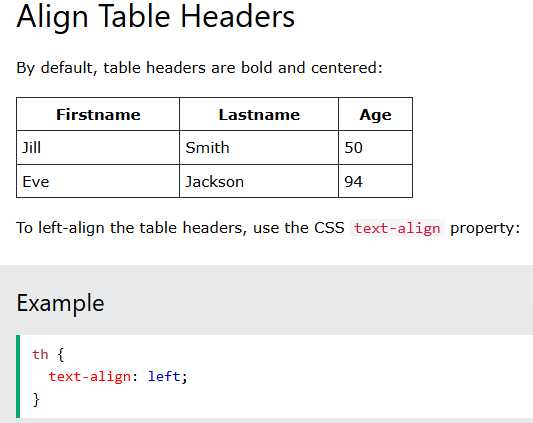 Align Table Headers
By default, table headers are bold and centered:
Firstname Lastname Age
Jill Smith 50
Eve Jackson 94
To left-align the table headers, use the CSS text-align property:
Example
th {
  text-align: left;
}